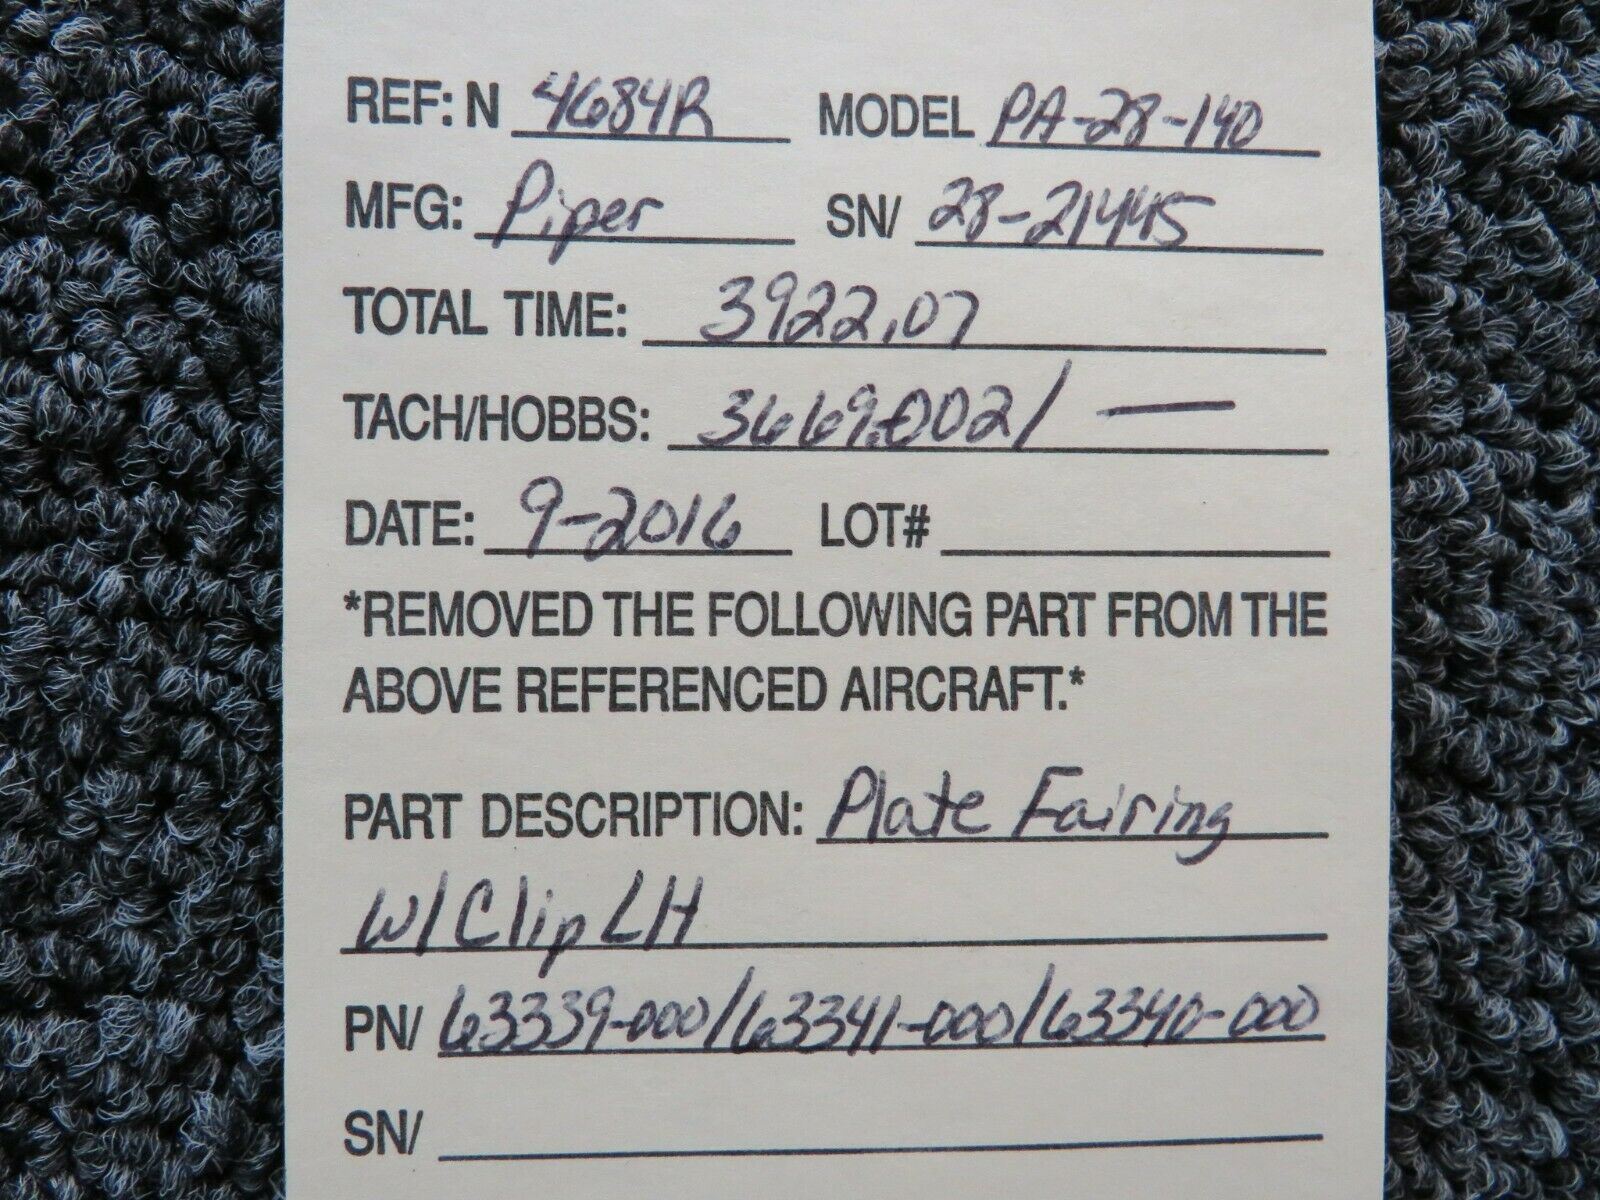 REF: N 4684R MODEL PA-28-140
MFG: Piper SN/ 28-21445
TOTAL TIME: 3922.07
TACH/HOBBS: 3669.002/ —
DATE: 9-2016 LOT#
*REMOVED THE FOLLOWING PART FROM THE
ABOVE REFERENCED AIRCRAFT.*
PART DESCRIPTION: Plate Fairing
W/Clip LH
PN/ 63339-000/63341-000/63340-000
SN/